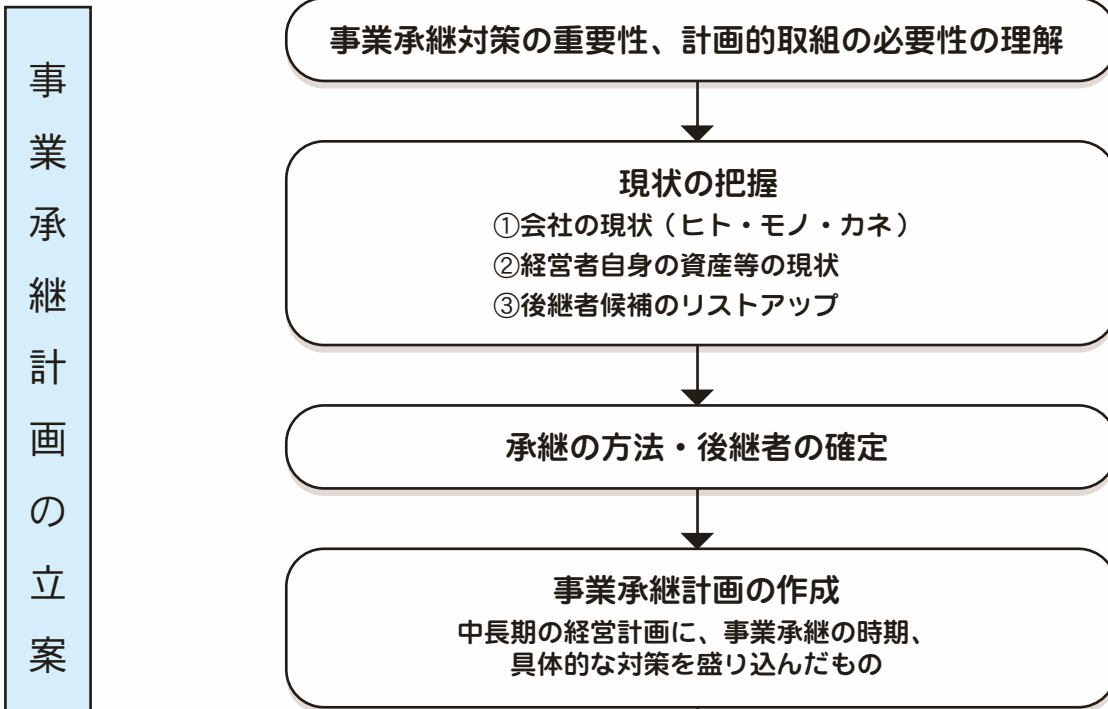 事業承継計画の立案
事業承継対策の重要性、計画的取組の必要性の理解
現状の把握
①会社の現状（ヒト・モノ・カネ）
②経営者自身の資産等の現状
③後継者候補のリストアップ
承継の方法・後継者の確定
事業承継計画の作成
中長期の経営計画に、事業承継の時期、
具体的な対策を盛り込んだもの